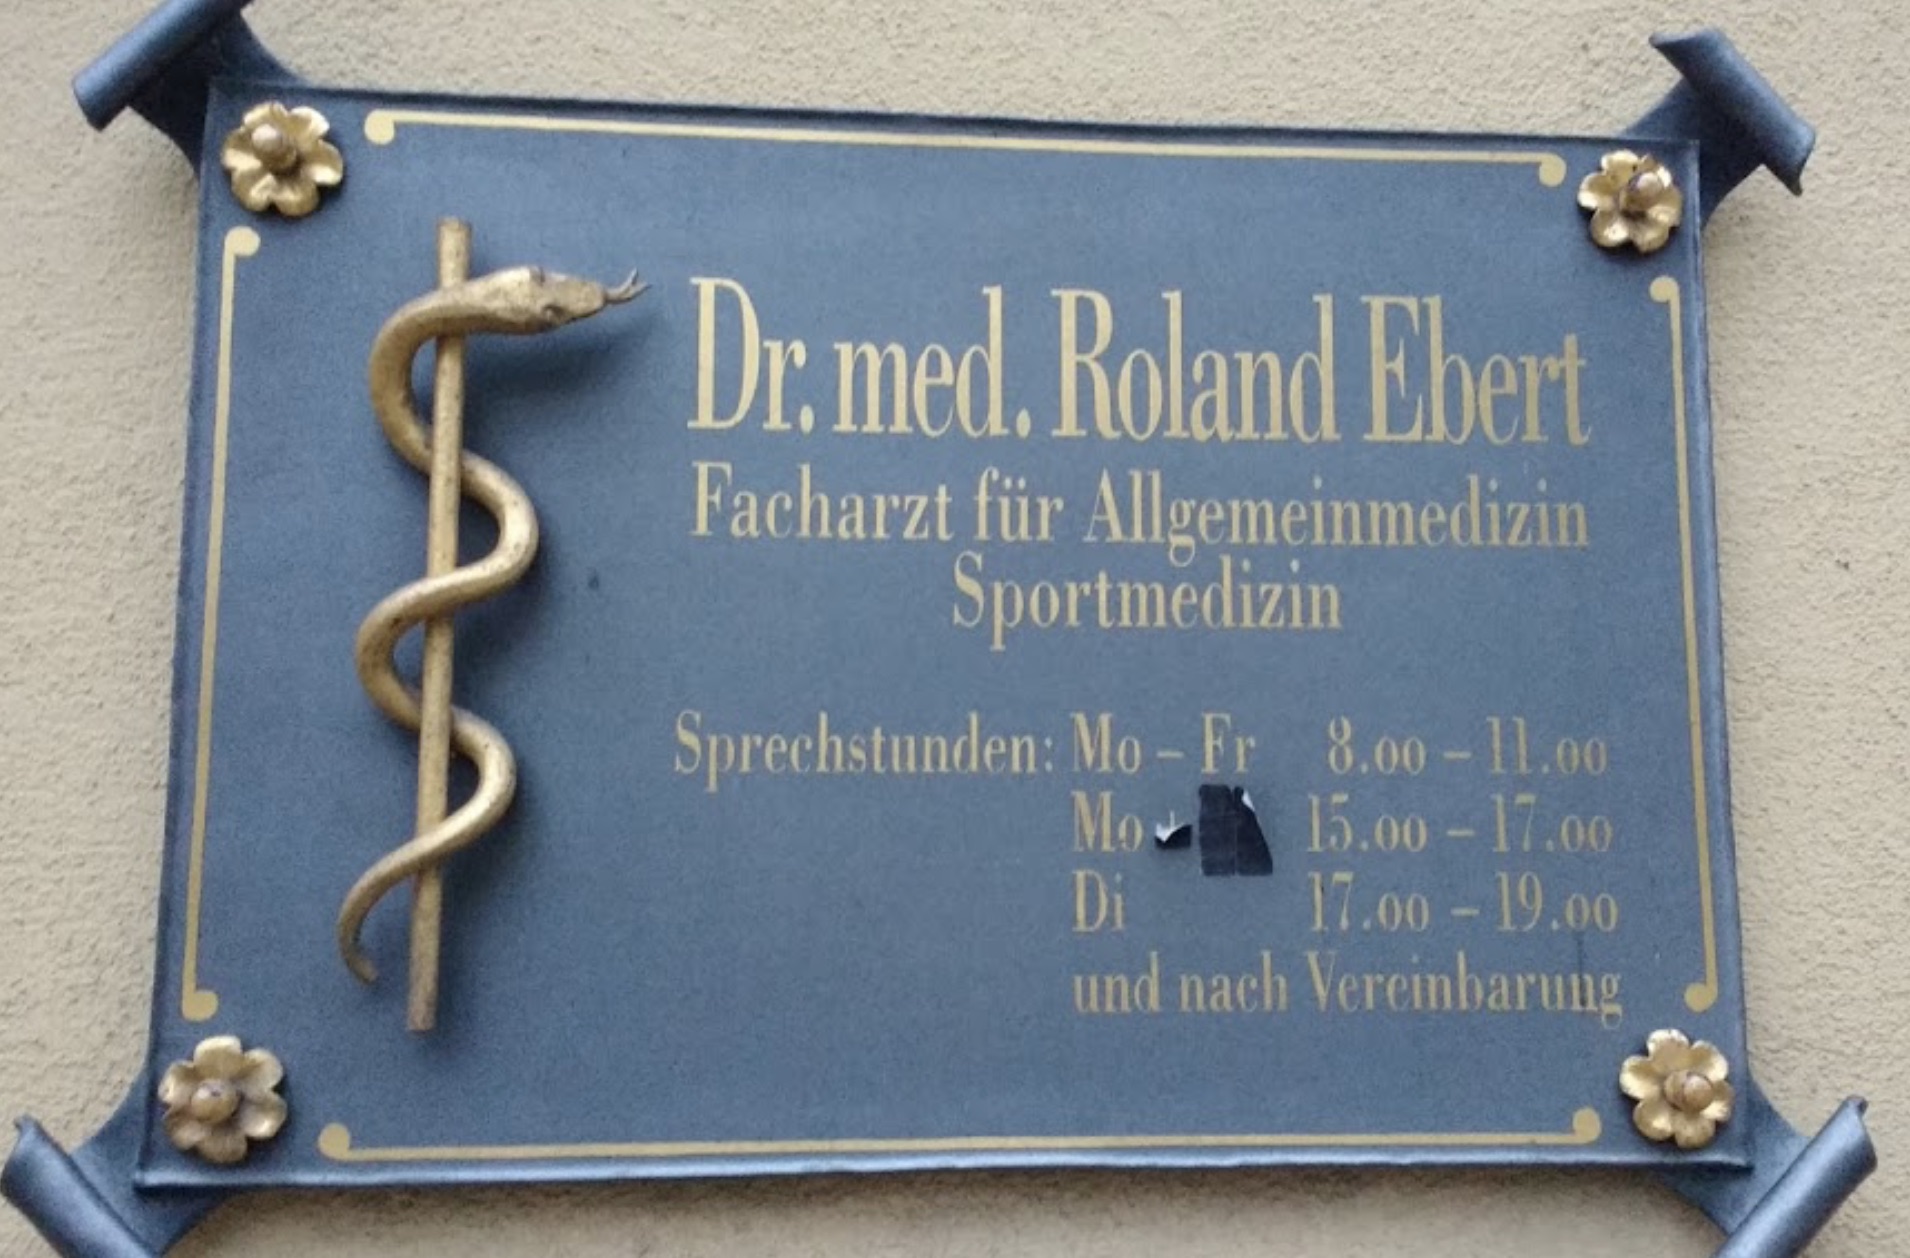 Dr. med. Roland Ebert
Facharzt für Allgemeinmedizin
Sportmedizin
Sprechstunden: Mo – Fr 8.00 – 11.00
Mo 15.00 – 17.00
Di 17.00 – 19.00
und nach Vereinbarung